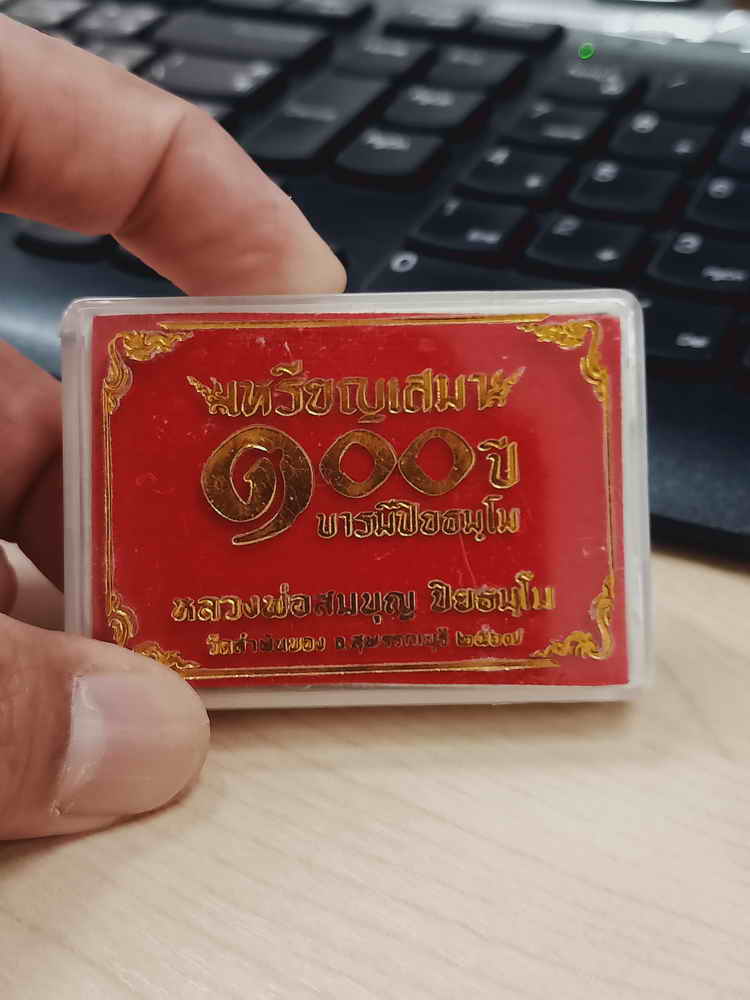 เหรียญเสมา
๑๐๐ ปี
บารมีปิยธมฺโม
หลวงพ่อสมบุญ ปิยธมฺโม
วัดลำพันบอง จ.สุพรรณบุรี ๒๕๖๗